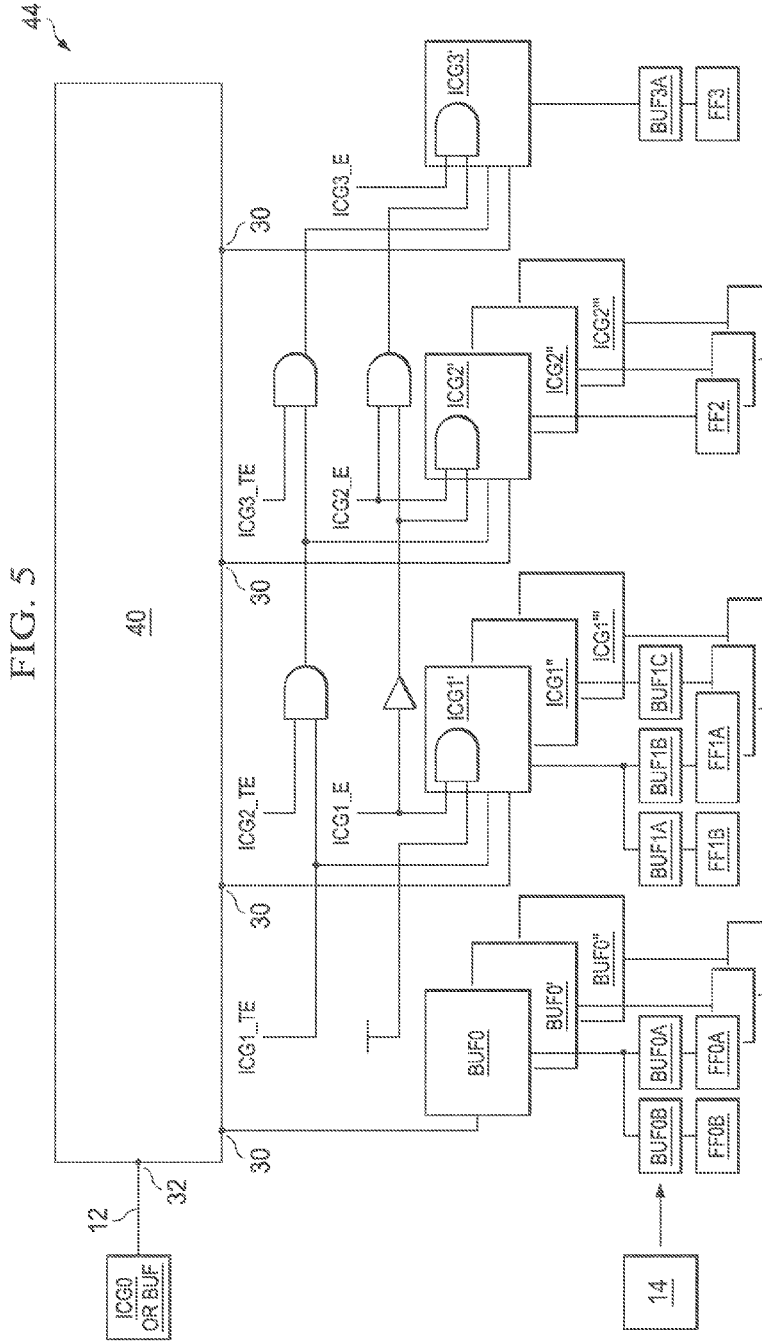 FIG. 5
44
ICG0
OR BUF
12
32
40
30
30
30
30
ICG1_TE
ICG2_TE
ICG3_TE
ICG1_E
ICG2_E
ICG3_E
BUF0
BUF0'
BUF0"
ICG1'
ICG1"
ICG1'''
ICG2'
ICG2"
ICG2'''
ICG3'
14
BUF0B
BUF0A
BUF1A
BUF1B
BUF1C
BUF3A
FF0B
FF0A
FF1B
FF1A
FF2
FF3